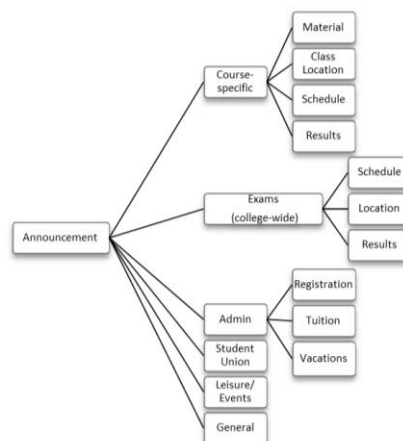 Announcement
Course-
specific
Material
Class
Location
Schedule
Results
Exams
(college-wide)
Schedule
Location
Results
Admin
Registration
Tuition
Vacations
Student
Union
Leisure/
Events
General